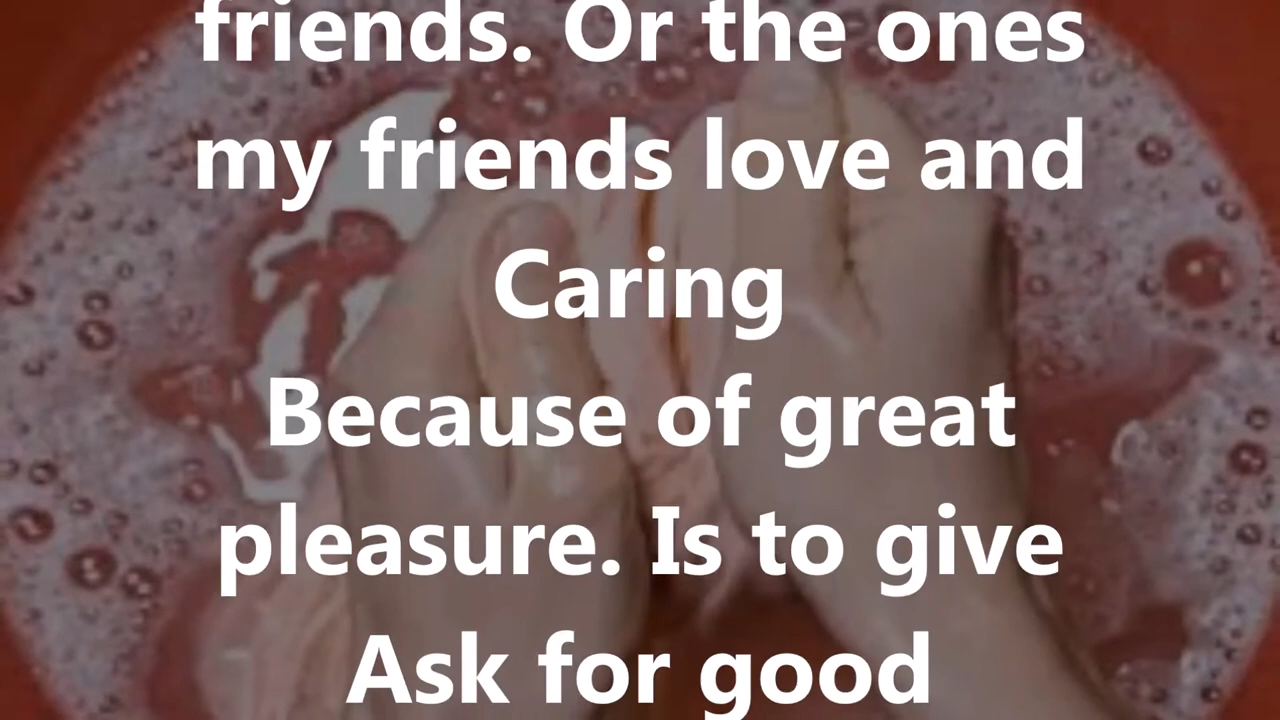 friends. Or the ones
my friends love and
Caring
Because of great
pleasure. Is to give
Ask for good